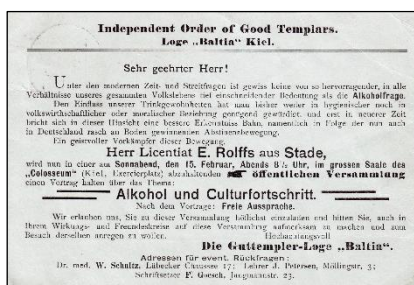 Independent Order of Good Templars.
Loge „Baltia" Kiel.
Sehr geehrter Herr!
Unter den modernen Zeit- und Streitfragen ist gewiss keine von so hervorragender, in alle
Verhältnisse unseres gesammten Volkslebens tief einschneidender Bedeutung als die Alkoholfrage.
Den Einfluss unserer Trinkgewohnheiten hat man bisher weder in hygienischer noch in
volkswirthschaftlicher oder moralischer Beziehung genügend gewürdigt, und erst in neuerer Zeit
bricht sich in dieser Hinsicht eine bessere Erkenntnis Bahn, namentlich in Folge der nun auch
in Deutschland rasch an Boden gewinnenden Abstinenzbewegung.
Ein geistvoller Vorkämpfer dieser Bewegung,
Herr Licentiat E. Rolffs aus Stade,
wird nun in einer am Sonnabend, den 15. Februar, Abends 8½ Uhr, im grossen Saale des
„Colosseum" (Kiel, Exercierplatz) abzuhaltenden öffentlichen Versammlung
einen Vortrag halten über das Thema:
Alkohol und Culturfortschritt.
Nach dem Vortrage: Freie Aussprache.
Wir erlauben uns, Sie zu dieser Versammlung höflichst einzuladen und bitten Sie, auch in
Ihrem Wirkungs- und Freundeskreise auf diese Versammlung aufmerksam zu machen und zum
Besuch derselben anregen zu wollen. Hochachtungsvoll
Die Guttempler-Loge „Baltia".
Adressen für event. Rückfragen:
Dr. med. W. Schultz, Lübecker Chaussee 17; Lehrer J. Petersen, Möllingstr. 3;
Schriftsetzer F. Goesch, Jungmannstr. 23.